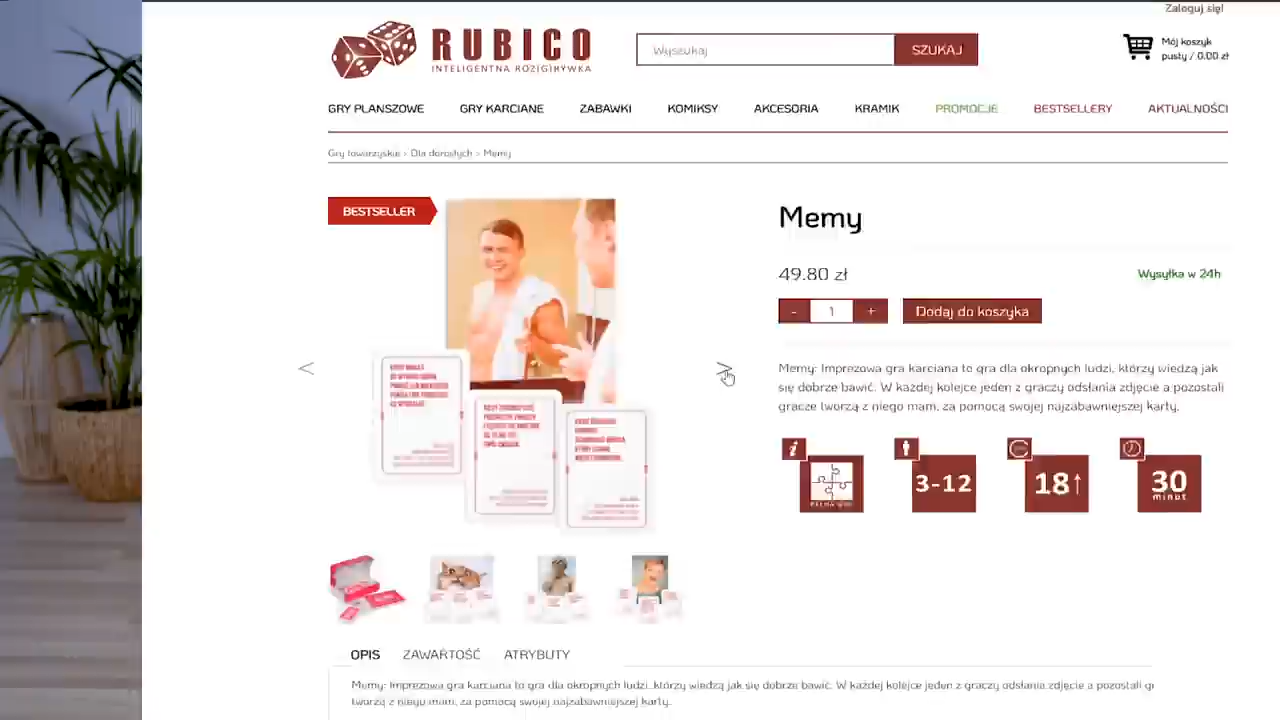 Zaloguj się!
RUBICO
INTELIGENTNA ROZ(G)RYWKA
Wyszukaj
SZUKAJ
Mój koszyk
pusty / 0.00 zł
GRY PLANSZOWE GRY KARCIANE ZABAWKI KOMIKSY AKCESORIA KRAMIK PROMOCJE BESTSELLERY AKTUALNOŚCI
Gry towarzyskie > Dla dorosłych > Memy
BESTSELLER
Memy
49.80 zł
Wysyłka w 24h
- 1 +
Dodaj do koszyka
Memy: Imprezowa gra karciana to gra dla okropnych ludzi, którzy wiedzą jak
się dobrze bawić. W każdej kolejce jeden z graczy odsłania zdjęcie a pozostali
gracze tworzą z niego mam, za pomocą swojej najzabawniejszej karty.
3-12
18↑
30
minut
OPIS ZAWARTOŚĆ ATRYBUTY
Memy: Imprezowa gra karciana to gra dla okropnych ludzi, którzy wiedzą jak się dobrze bawić. W każdej kolejce jeden z graczy odsłania zdjęcie a pozostali
tworzą z niego mam, za pomocą swojej najzabawniejszej karty.